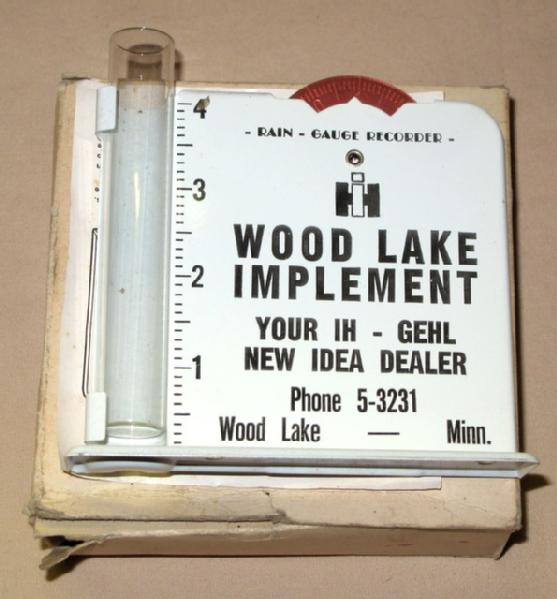 - RAIN - GAUGE RECORDER -
IH
WOOD LAKE
IMPLEMENT
YOUR IH - GEHL
NEW IDEA DEALER
Phone 5-3231
Wood Lake — Minn.
4
3
2
1